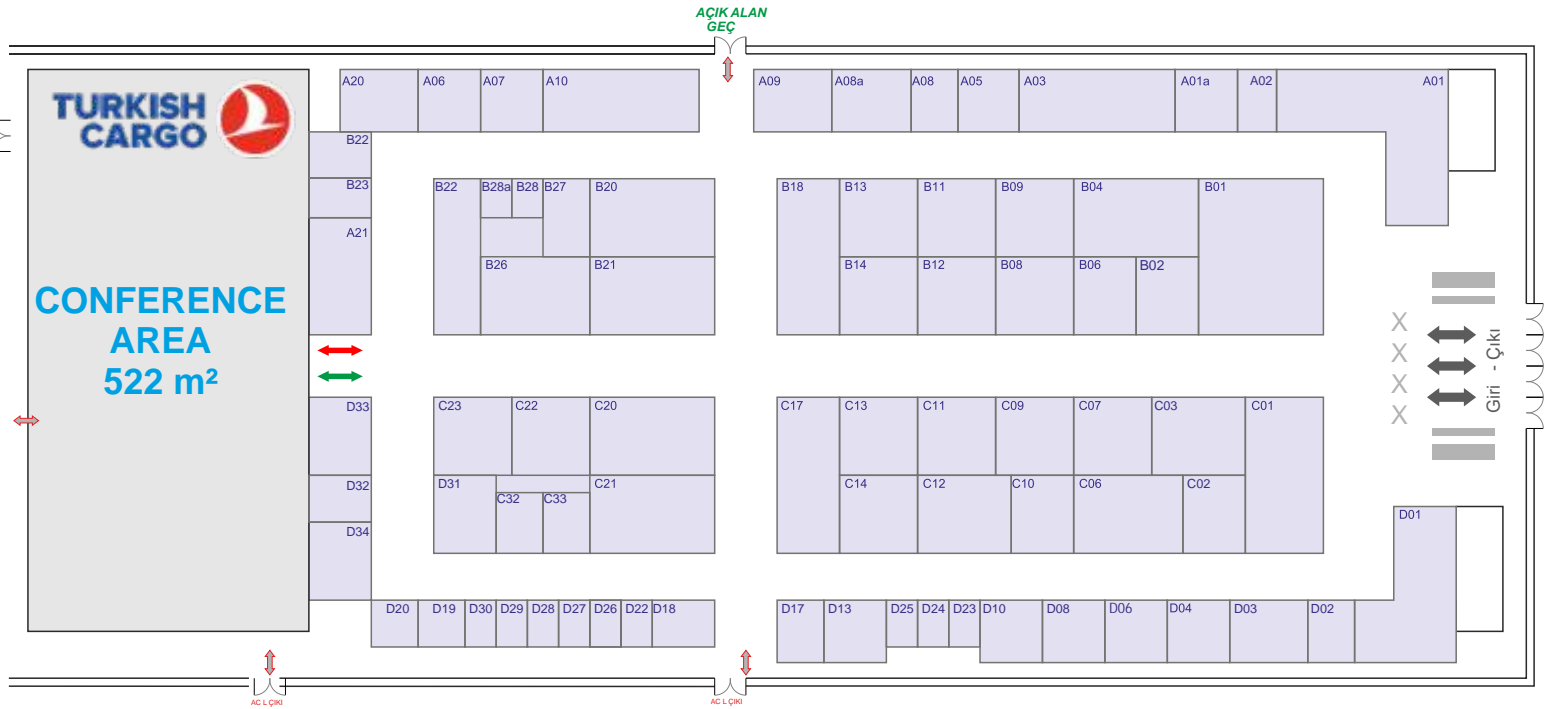 AÇIK ALAN
GEÇ
A20 A06 A07 A10 A09 A08a A08 A05 A03 A01a A02 A01
TURKISH
CARGO
B22
B23
A21
B22 B28a B28 B27 B20 B18 B13 B11 B09 B04 B01
B26 B21 B14 B12 B08 B06 B02
CONFERENCE
AREA
522 m²
X
X
X
X
Giri - Çıkı
D33
D32
D34
C23 C22 C20 C17 C13 C11 C09 C07 C03 C01
D31 C32 C33 C21 C14 C12 C10 C06 C02
D01
D20 D19 D30 D29 D28 D27 D26 D22 D18 D17 D13 D25 D24 D23 D10 D08 D06 D04 D03 D02
AC L ÇIKI
AC L ÇIKI